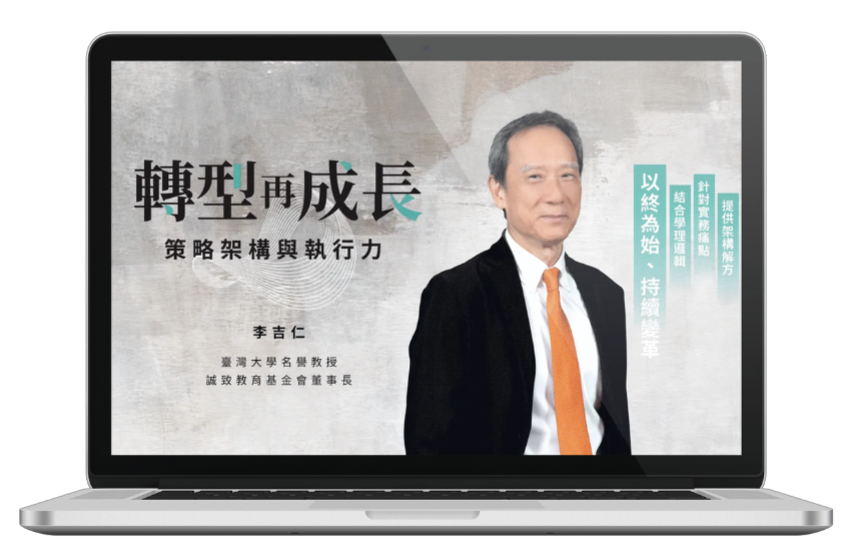 轉型再成長
策略架構與執行力
李吉仁
臺灣大學名譽教授
誠致教育基金會董事長
提供架構解方
針對實務痛點
結合學理邏輯
以終為始、持續變革